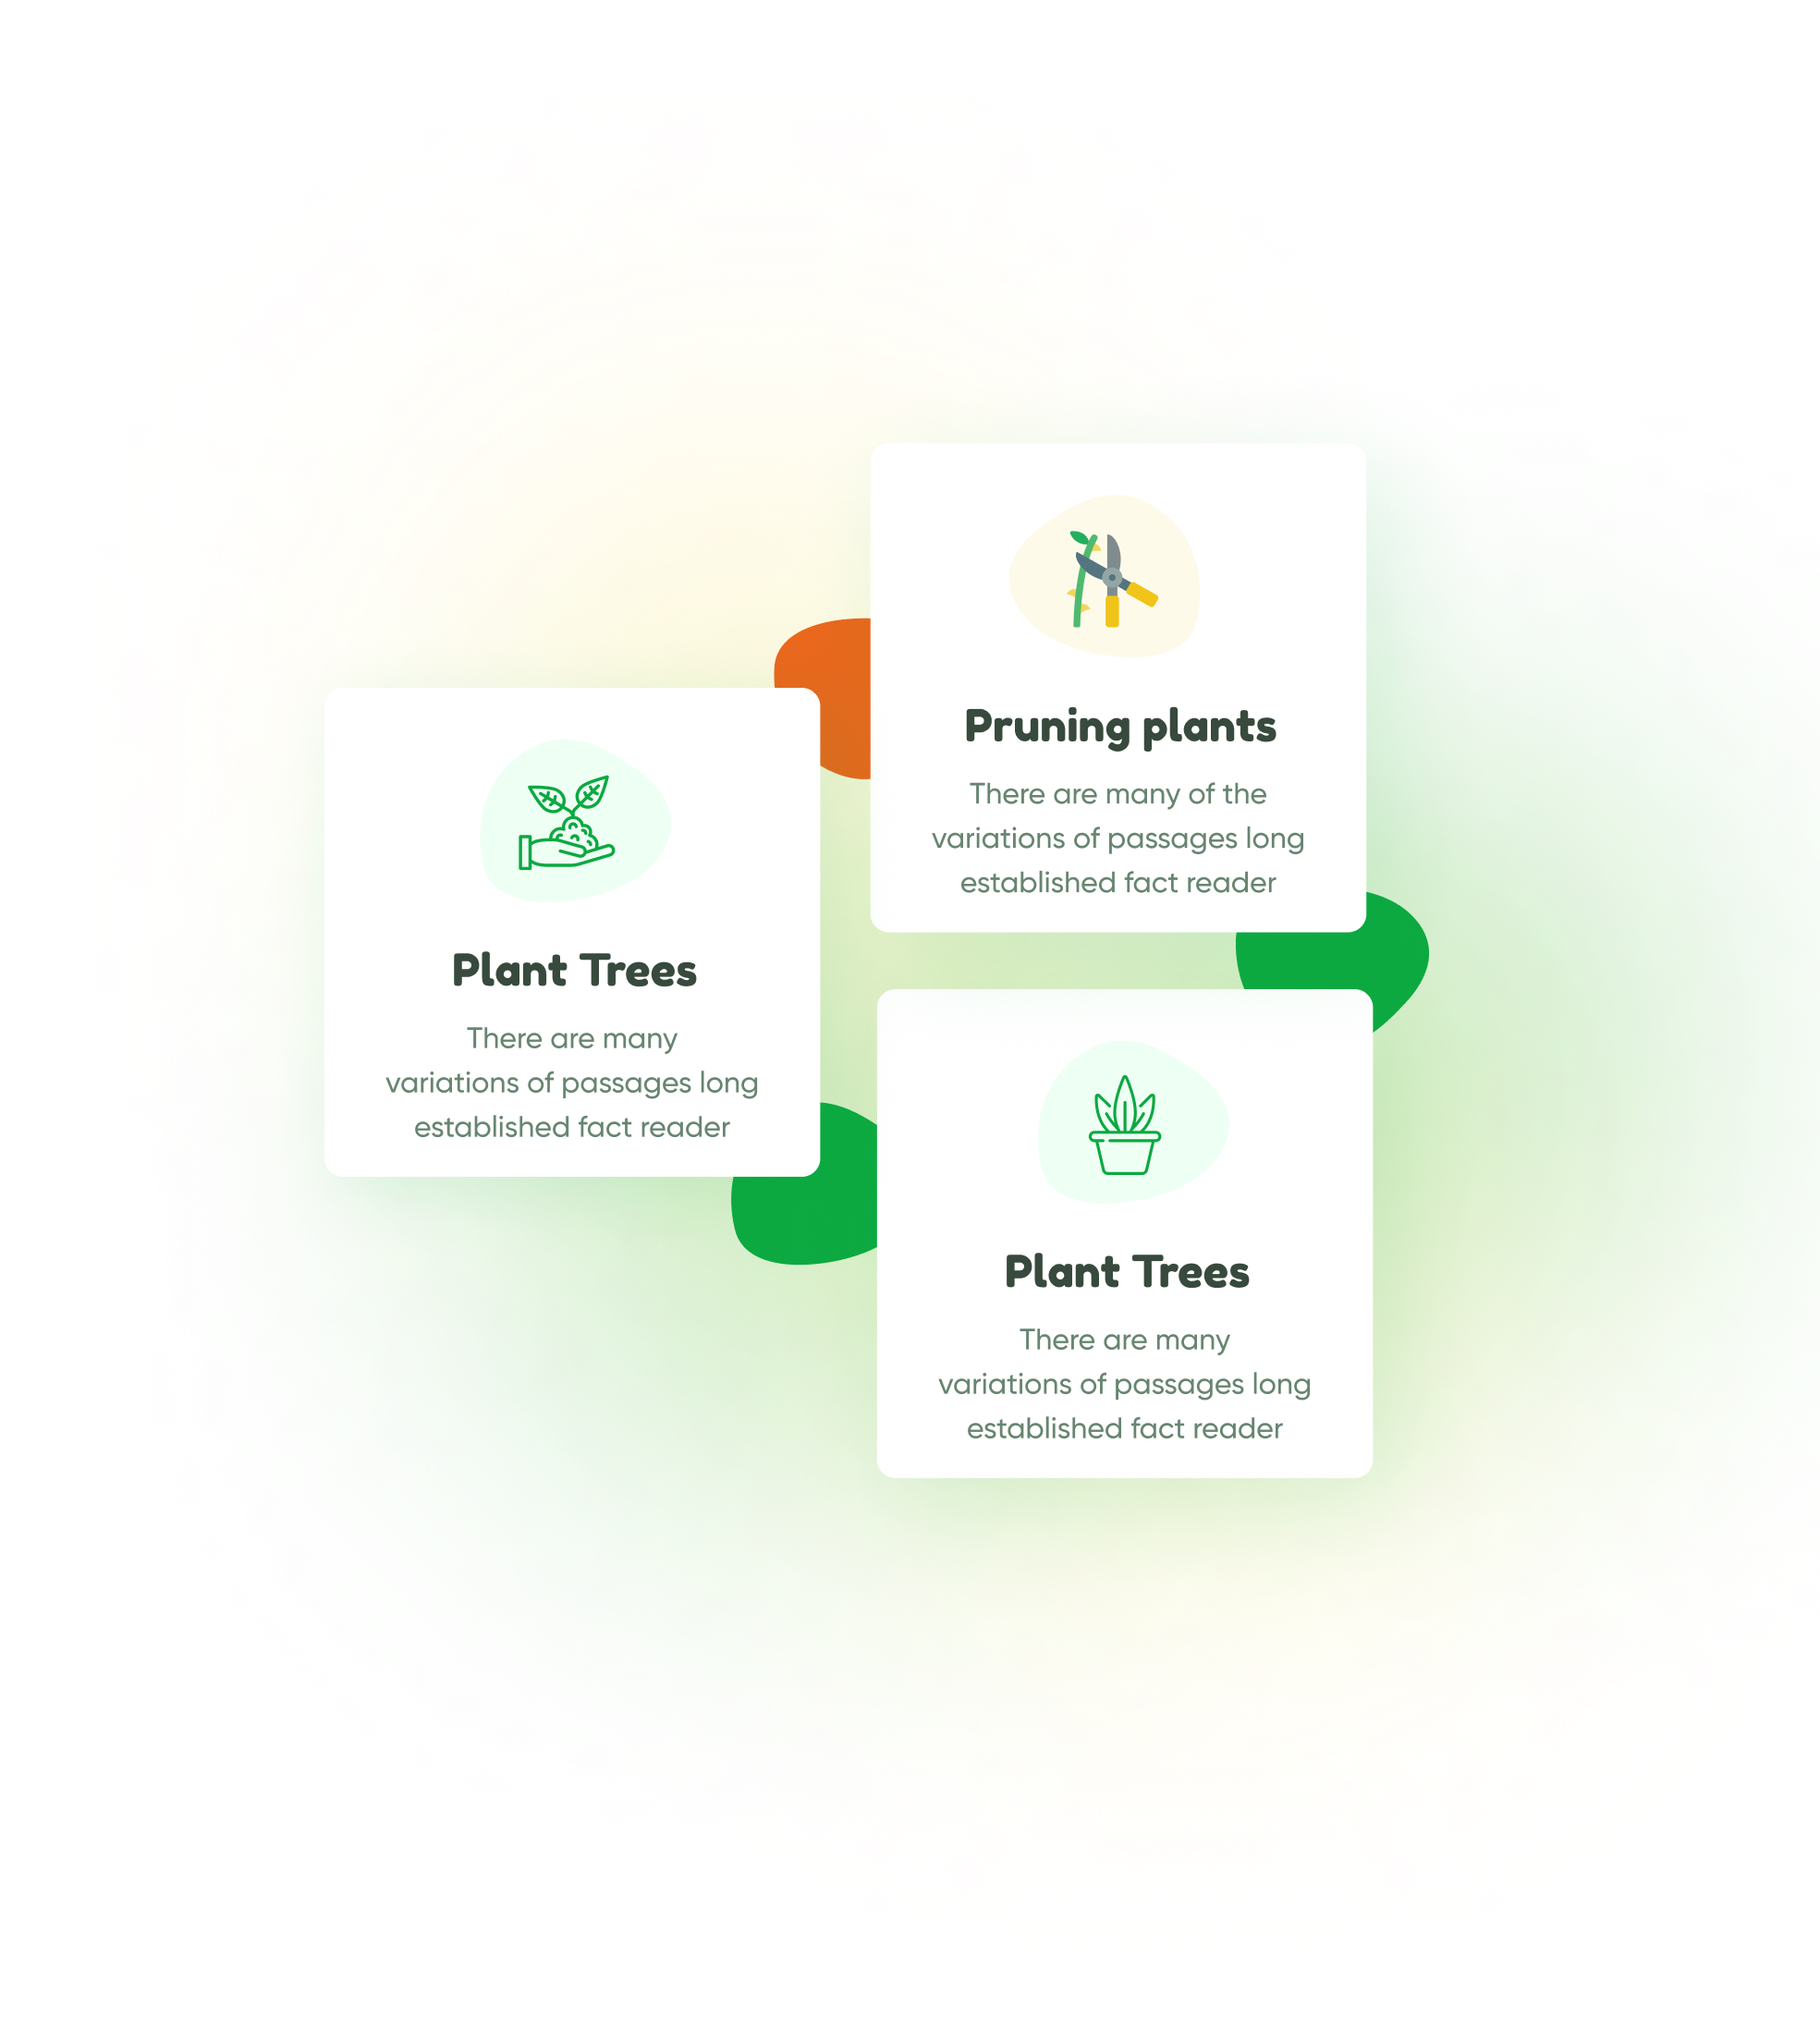 Pruning plants
There are many of the
variations of passages long
established fact reader
Plant Trees
There are many
variations of passages long
established fact reader
Plant Trees
There are many
variations of passages long
established fact reader